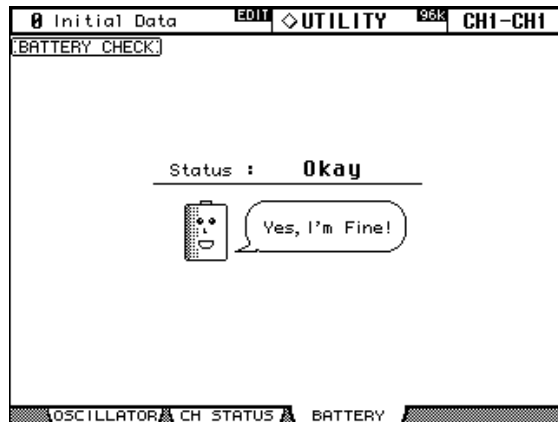 0 Initial Data EDIT ◇UTILITY 96K CH1-CH1
BATTERY CHECK
Status : Okay
Yes, I'm Fine!
OSCILLATOR CH STATUS BATTERY